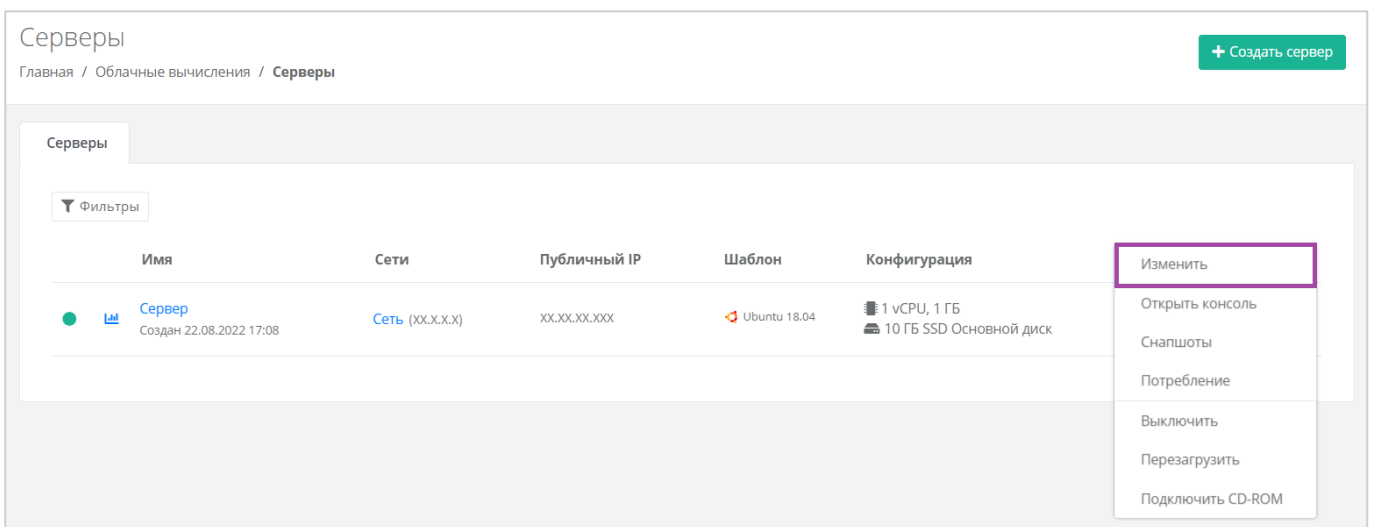 Серверы
+ Создать сервер
Главная / Облачные вычисления / Серверы
Серверы
Фильтры
Имя Сети Публичный IP Шаблон Конфигурация
Сервер
Создан 22.08.2022 17:08
Сеть (XX.X.X.X)
XX.XX.XX.XXX
Ubuntu 18.04
1 vCPU, 1 ГБ
10 ГБ SSD Основной диск
Изменить
Открыть консоль
Снапшоты
Потребление
Выключить
Перезагрузить
Подключить CD-ROM